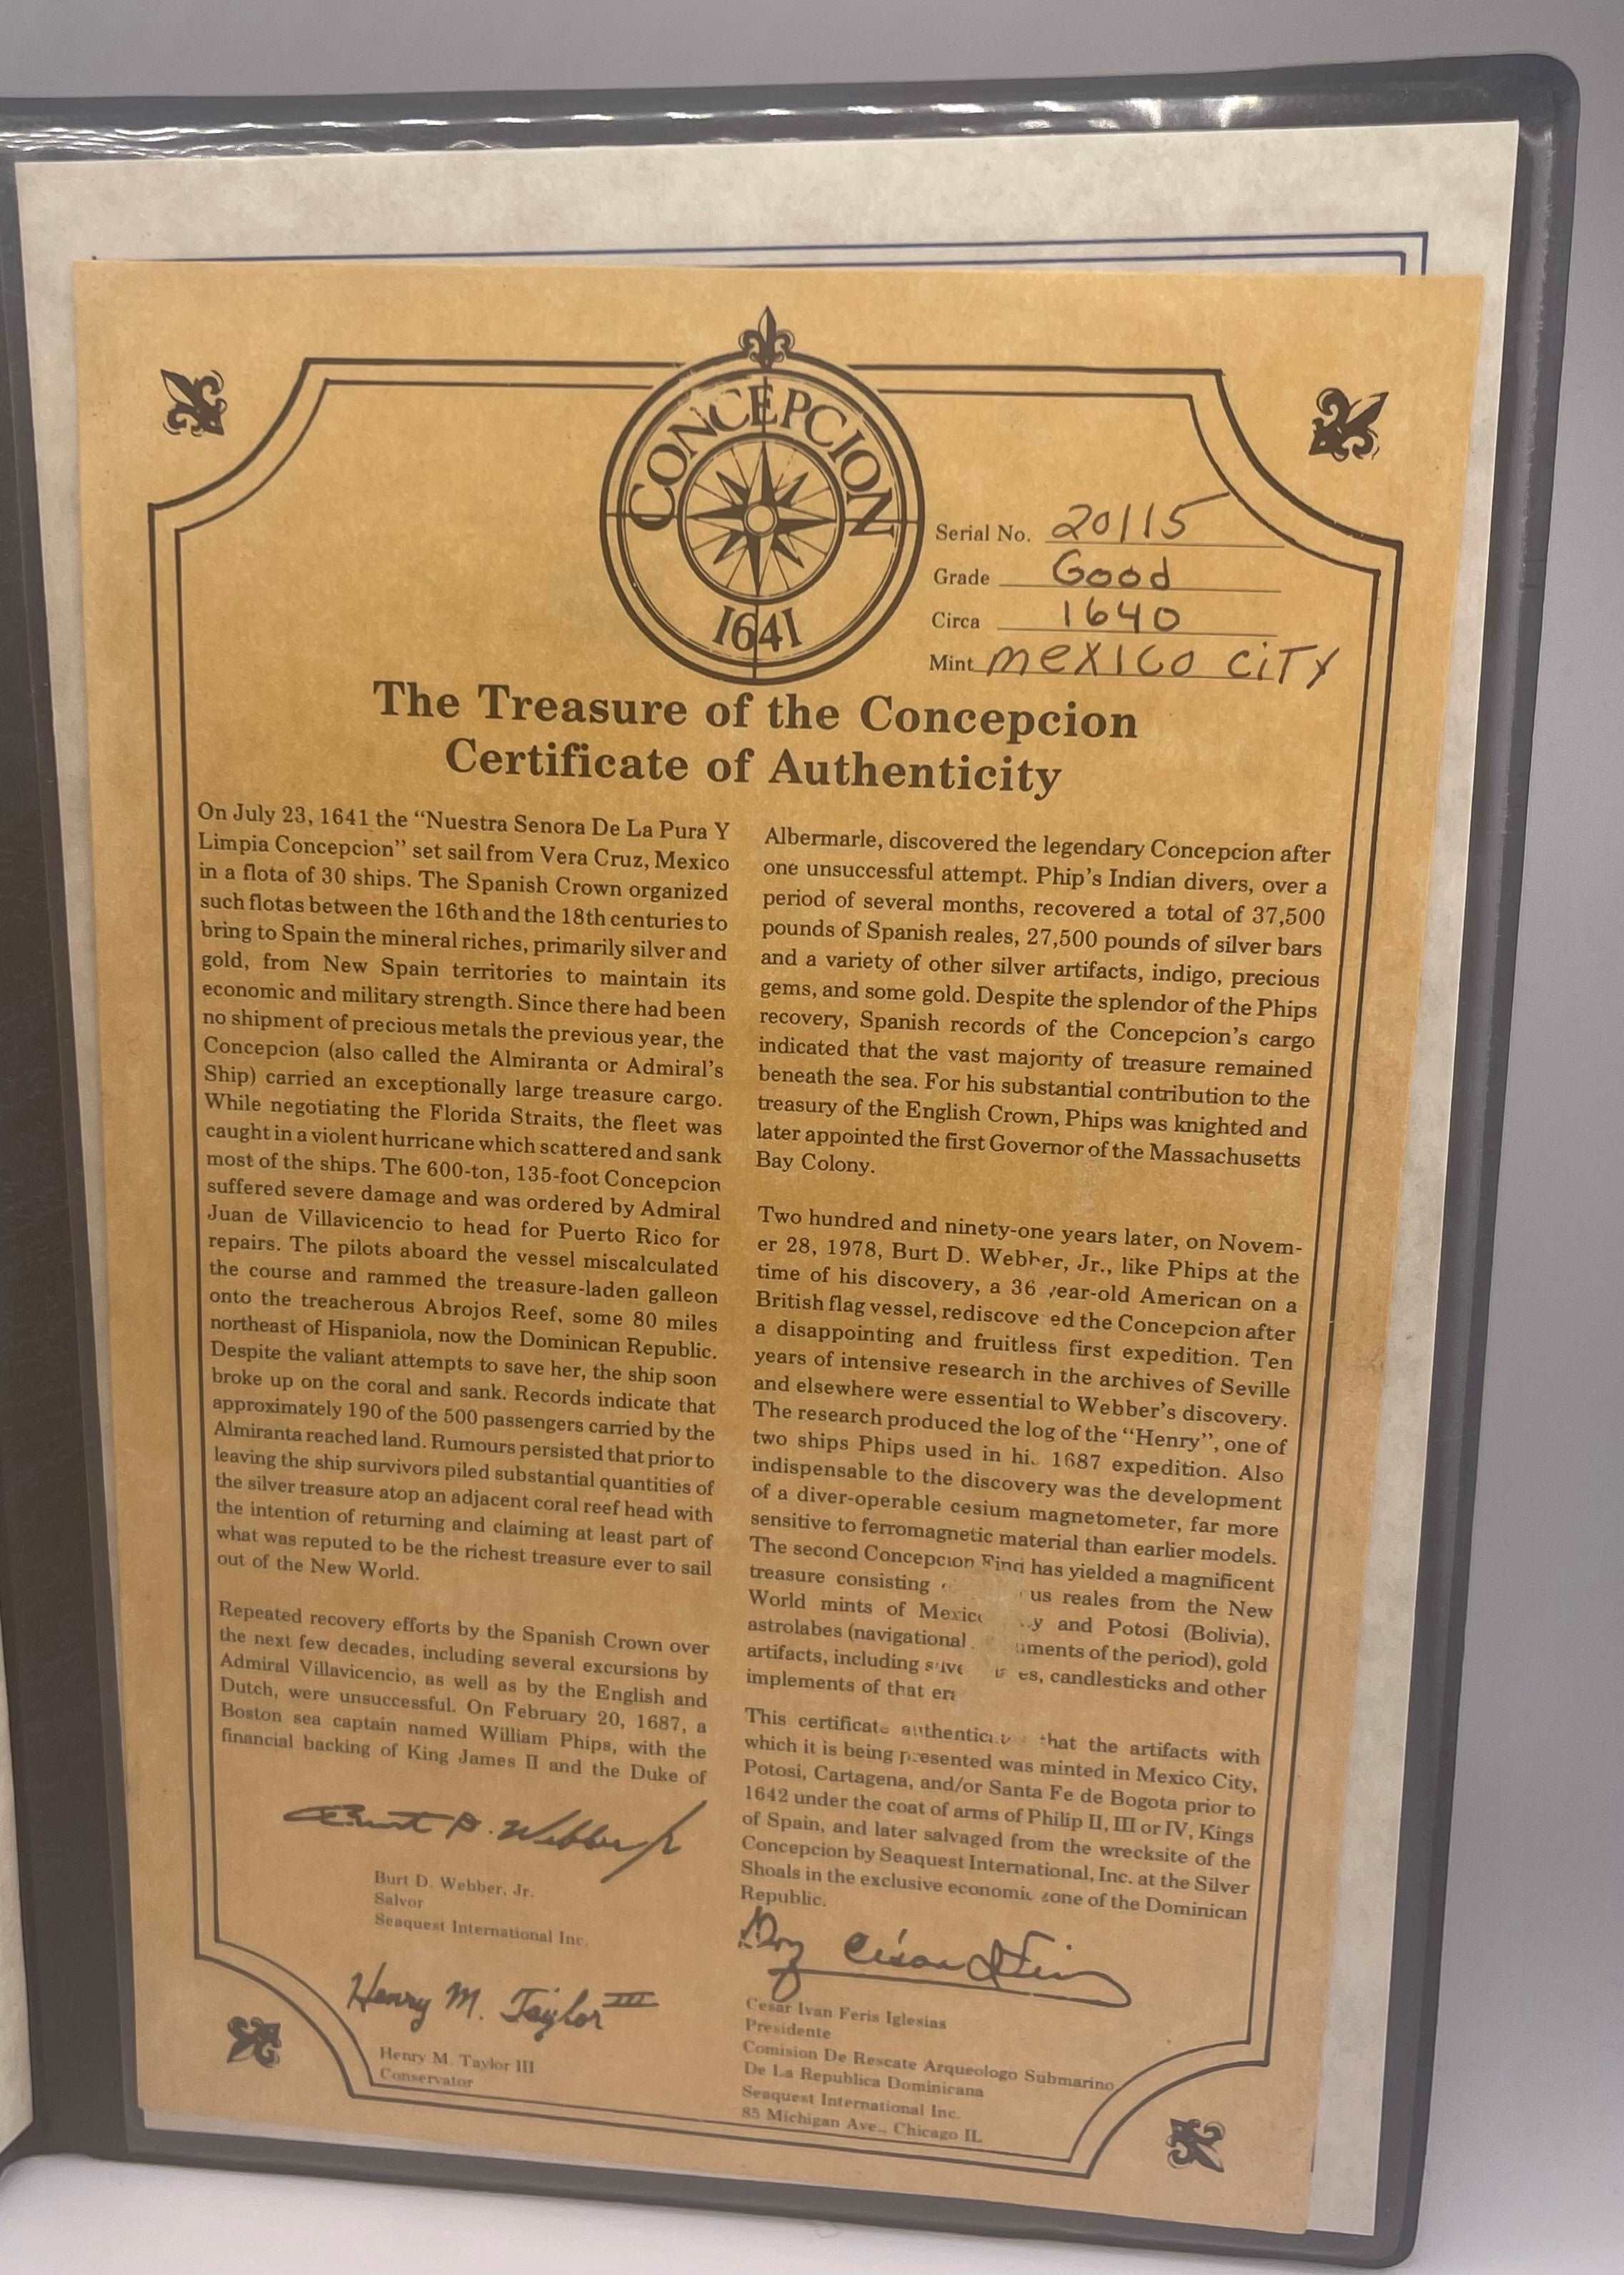 CONCEPCION
1641
Serial No. 20115
Grade Good
Circa 1640
Mint MEXICO CITY
The Treasure of the Concepcion
Certificate of Authenticity
On July 23, 1641 the "Nuestra Senora De La Pura Y
Limpia Concepcion" set sail from Vera Cruz, Mexico
in a flota of 30 ships. The Spanish Crown organized
such flotas between the 16th and the 18th centuries to
bring to Spain the mineral riches, primarily silver and
gold, from New Spain territories to maintain its
economic and military strength. Since there had been
no shipment of precious metals the previous year, the
Concepcion (also called the Almiranta or Admiral's
Ship) carried an exceptionally large treasure cargo.
While negotiating the Florida Straits, the fleet was
caught in a violent hurricane which scattered and sank
most of the ships. The 600-ton, 135-foot Concepcion
suffered severe damage and was ordered by Admiral
Juan de Villavicencio to head for Puerto Rico for
repairs. The pilots aboard the vessel miscalculated
the course and rammed the treasure-laden galleon
onto the treacherous Abrojos Reef, some 80 miles
northeast of Hispaniola, now the Dominican Republic.
Despite the valiant attempts to save her, the ship soon
broke up on the coral and sank. Records indicate that
approximately 190 of the 500 passengers carried by the
Almiranta reached land. Rumours persisted that prior to
leaving the ship survivors piled substantial quantities of
the silver treasure atop an adjacent coral reef head with
the intention of returning and claiming at least part of
what was reputed to be the richest treasure ever to sail
out of the New World.
Repeated recovery efforts by the Spanish Crown over
the next few decades, including several excursions by
Admiral Villavicencio, as well as by the English and
Dutch, were unsuccessful. On February 20, 1687, a
Boston sea captain named William Phips, with the
financial backing of King James II and the Duke of
Albermarle, discovered the legendary Concepcion after
one unsuccessful attempt. Phip's Indian divers, over a
period of several months, recovered a total of 37,500
pounds of Spanish reales, 27,500 pounds of silver bars
and a variety of other silver artifacts, indigo, precious
gems, and some gold. Despite the splendor of the Phips
recovery, Spanish records of the Concepcion's cargo
indicated that the vast majority of treasure remained
beneath the sea. For his substantial contribution to the
treasury of the English Crown, Phips was knighted and
later appointed the first Governor of the Massachusetts
Bay Colony.
Two hundred and ninety-one years later, on Novem-
er 28, 1978, Burt D. Webber, Jr., like Phips at the
time of his discovery, a 36 year-old American on a
British flag vessel, rediscove ed the Concepcion after
a disappointing and fruitless first expedition. Ten
years of intensive research in the archives of Seville
and elsewhere were essential to Webber's discovery.
The research produced the log of the "Henry", one of
two ships Phips used in hi. 1687 expedition. Also
indispensable to the discovery was the development
of a diver-operable cesium magnetometer, far more
sensitive to ferromagnetic material than earlier models.
The second Concepcion Find has yielded a magnificent
treasure consisting us reales from the New
World mints of Mexic y and Potosi (Bolivia),
astrolabes (navigational uments of the period), gold
artifacts, including silve es, candlesticks and other
implements of that era
This certificate authenticates that the artifacts with
which it is being presented was minted in Mexico City,
Potosi, Cartagena, and/or Santa Fe de Bogota prior to
1642 under the coat of arms of Philip II, III or IV, Kings
of Spain, and later salvaged from the wrecksite of the
Concepcion by Seaquest International, Inc. at the Silver
Shoals in the exclusive economic zone of the Dominican
Republic.
Burt D. Webber Jr
Burt D. Webber, Jr.
Salvor
Seaquest International Inc.
Henry M. Taylor III
Henry M. Taylor III
Conservator
Cesar Ivan Feris Iglesias
Presidente
Comision De Rescate Arqueologo Submarino
De La Republica Dominicana
Seaquest International Inc.
85 Michigan Ave., Chicago IL